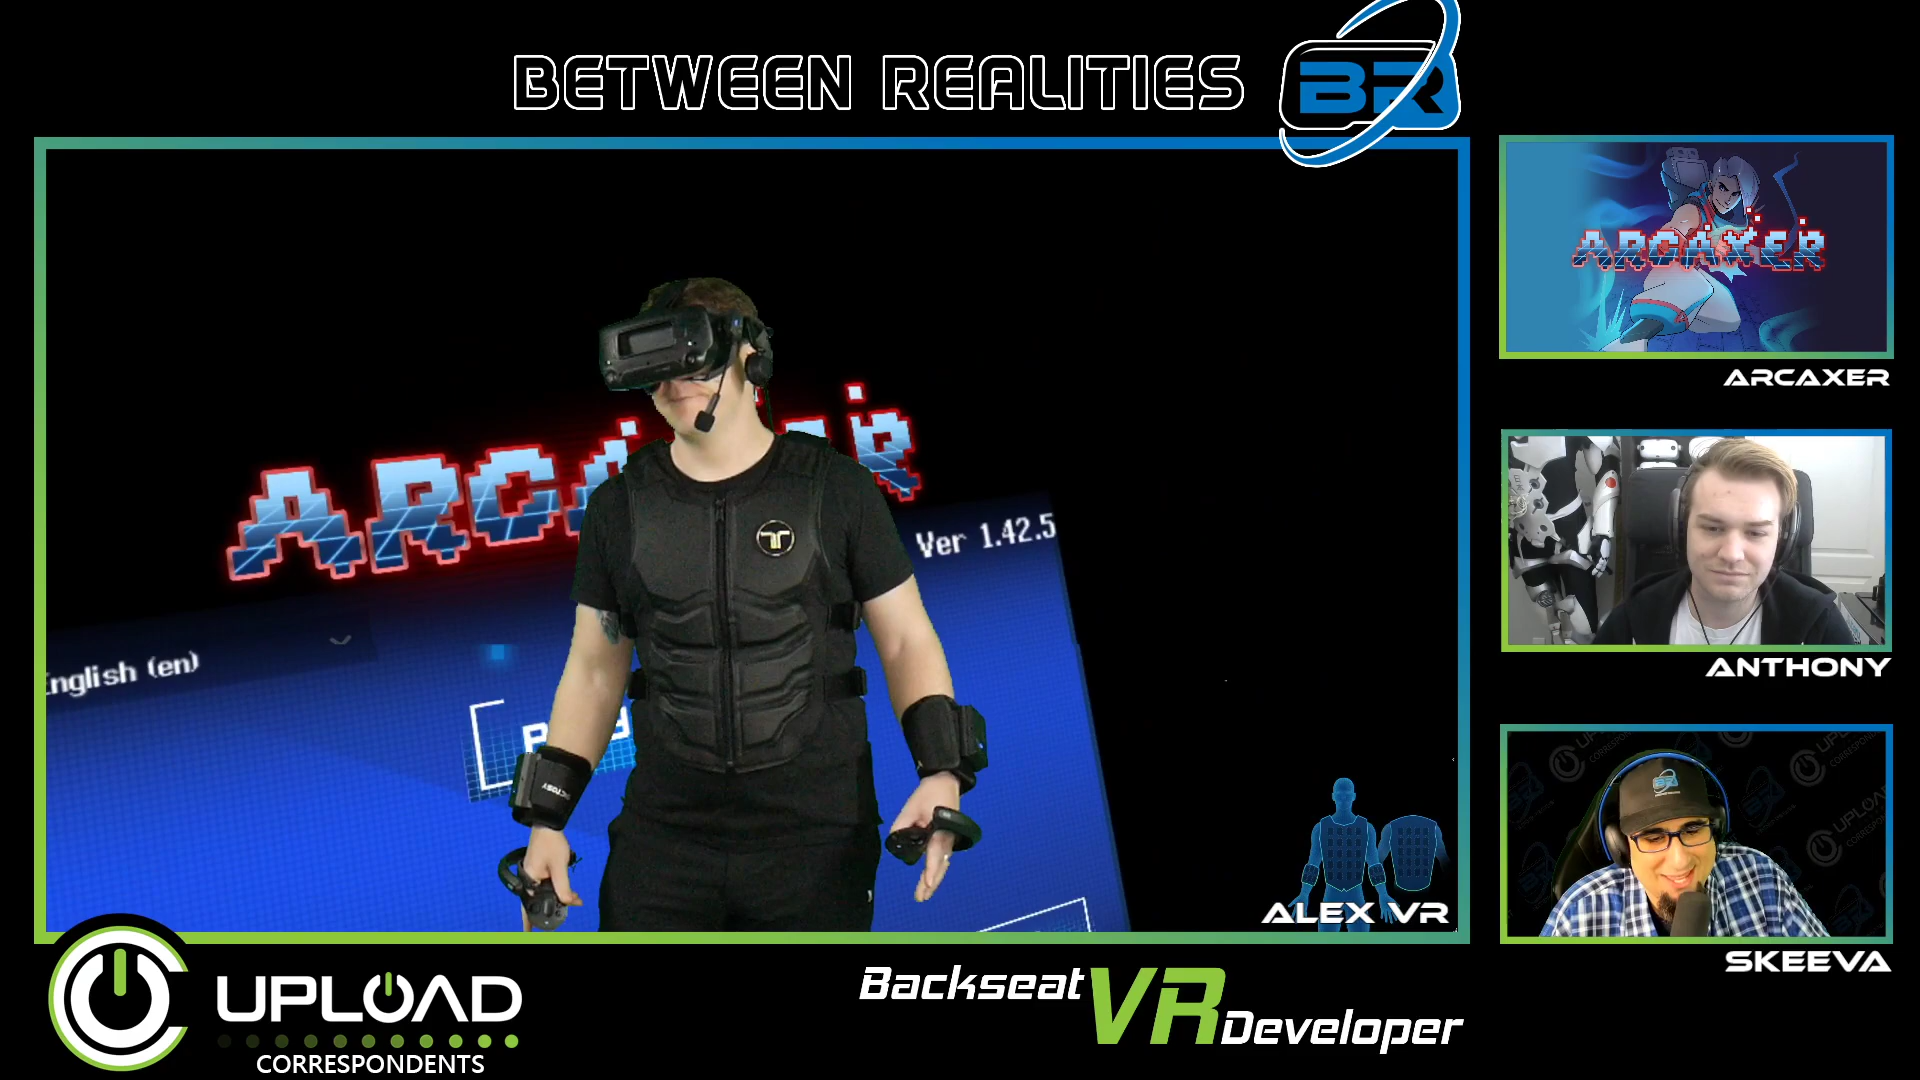 BETWEEN REALITIES
BR
ARCAXER
ARCAXER
Ver 1.42.5
English (en)
ANTHONY
ALEX VR
SKEEVA
UPLOAD
CORRESPONDENTS
Backseat
VR
Developer